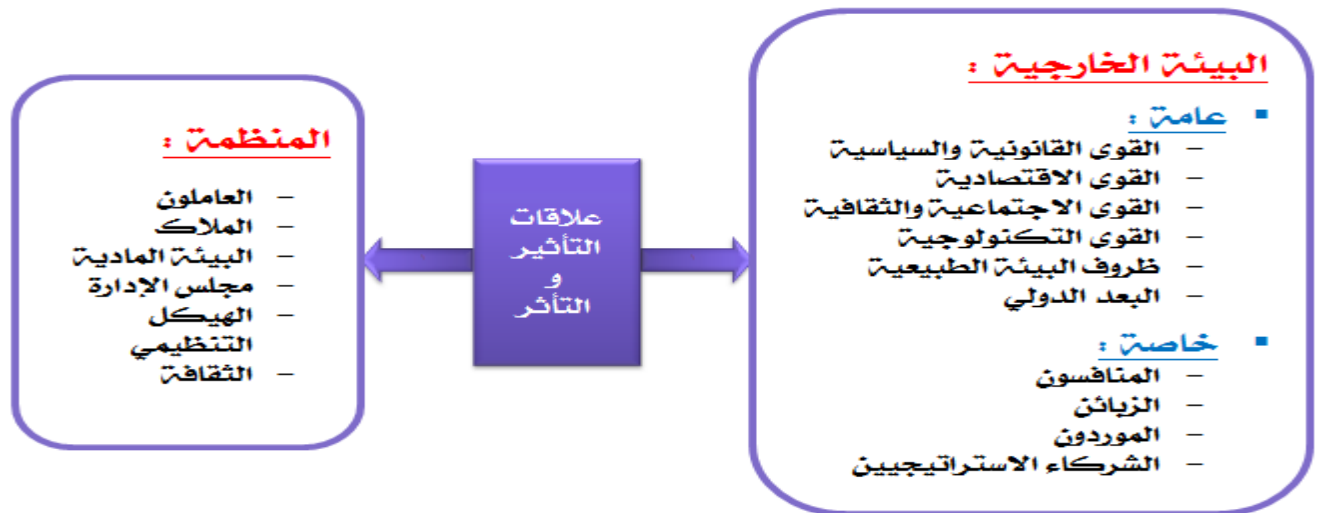 البيئة الخارجية :
▪ عامة :
– القوى القانونية والسياسية
– القوى الاقتصادية
– القوى الاجتماعية والثقافية
– القوى التكنولوجية
– ظروف البيئة الطبيعية
– البعد الدولي
▪ خاصة :
– المنافسون
– الزبائن
– الموردون
– الشركاء الاستراتيجيين
علاقات
التأثير
و
التأثر
المنظمة :
– العاملون
– الملاك
– البيئة المادية
– مجلس الإدارة
– الهيكل
التنظيمي
– الثقافة